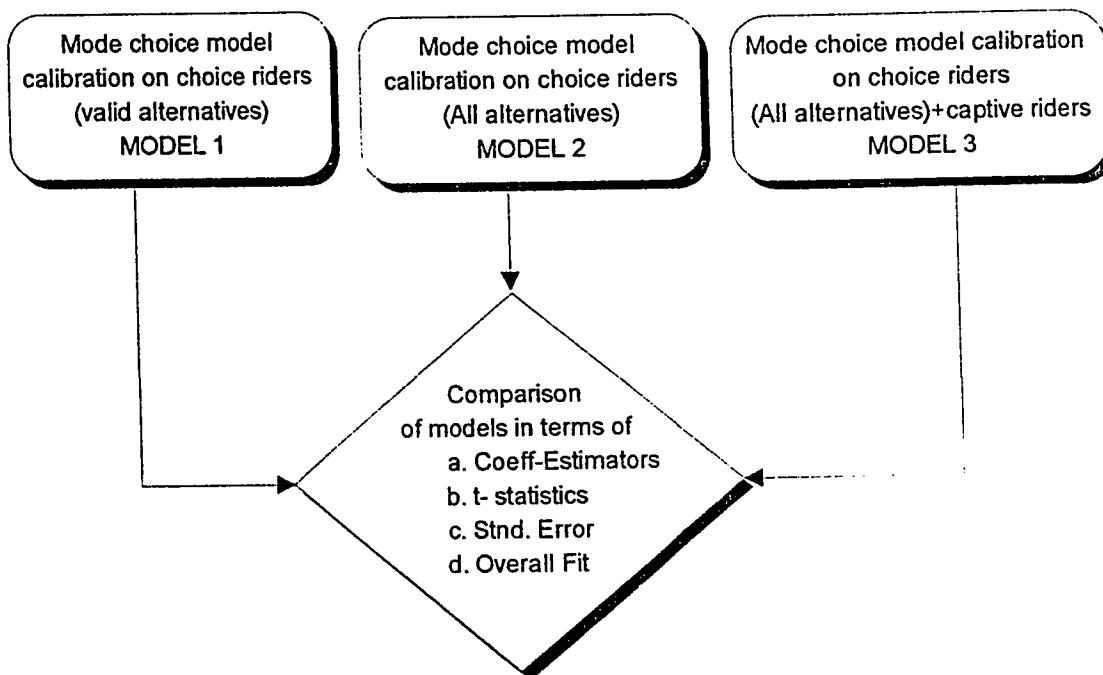 Mode choice model
calibration on choice riders
(valid alternatives)
MODEL 1
Mode choice model
calibration on choice riders
(All alternatives)
MODEL 2
Mode choice model calibration
on choice riders
(All alternatives)+captive riders
MODEL 3
Comparison
of models in terms of
a. Coeff-Estimators
b. t- statistics
c. Stnd. Error
d. Overall Fit